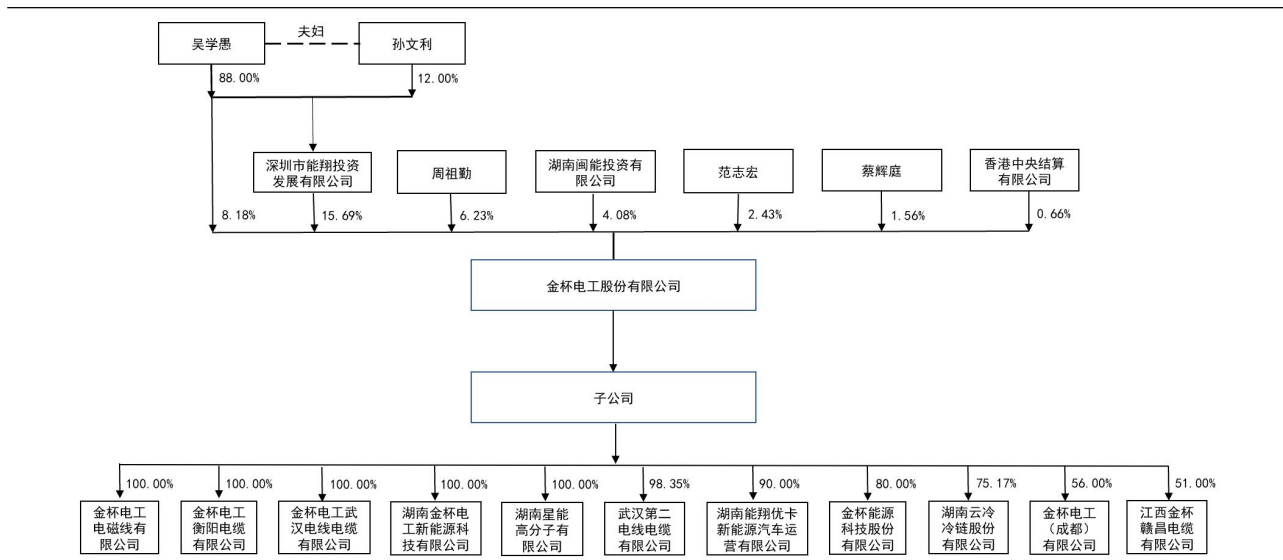 夫妇
吴学愚
孙文利
88.00%
12.00%
深圳市能翔投资
发展有限公司
周祖勤
湖南闽能投资有
限公司
范志宏
蔡辉庭
香港中央结算
有限公司
8.18%
15.69%
6.23%
4.08%
2.43%
1.56%
0.66%
金杯电工股份有限公司
子公司
100.00%
100.00%
100.00%
100.00%
100.00%
98.35%
90.00%
80.00%
75.17%
56.00%
51.00%
金杯电工
电磁线有
限公司
金杯电工
衡阳电缆
有限公司
金杯电工武
汉电线电缆
有限公司
湖南金杯电
工新能源科
技有限公司
湖南星能
高分子有
限公司
武汉第二
电线电缆
有限公司
湖南能翔优卡
新能源汽车运
营有限公司
金杯能源
科技股份
有限公司
湖南云冷
冷链股份
有限公司
金杯电工
（成都）
有限公司
江西金杯
赣昌电缆
有限公司